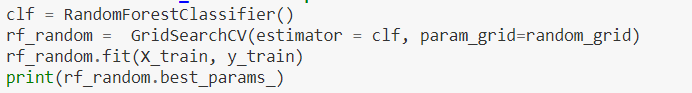 clf = RandomForestClassifier()
rf_random =  GridSearchCV(estimator = clf, param_grid=random_grid)
rf_random.fit(X_train, y_train)
print(rf_random.best_params_)